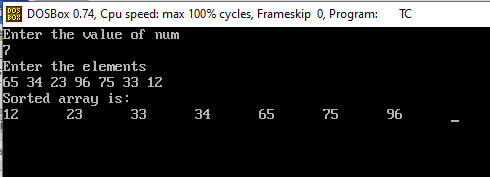 DOS
BOX
DOSBox 0.74, Cpu speed: max 100% cycles, Frameskip 0, Program: TC
Enter the value of num
7
Enter the elements
65 34 23 96 75 33 12
Sorted array is:
12 23 33 34 65 75 96 _